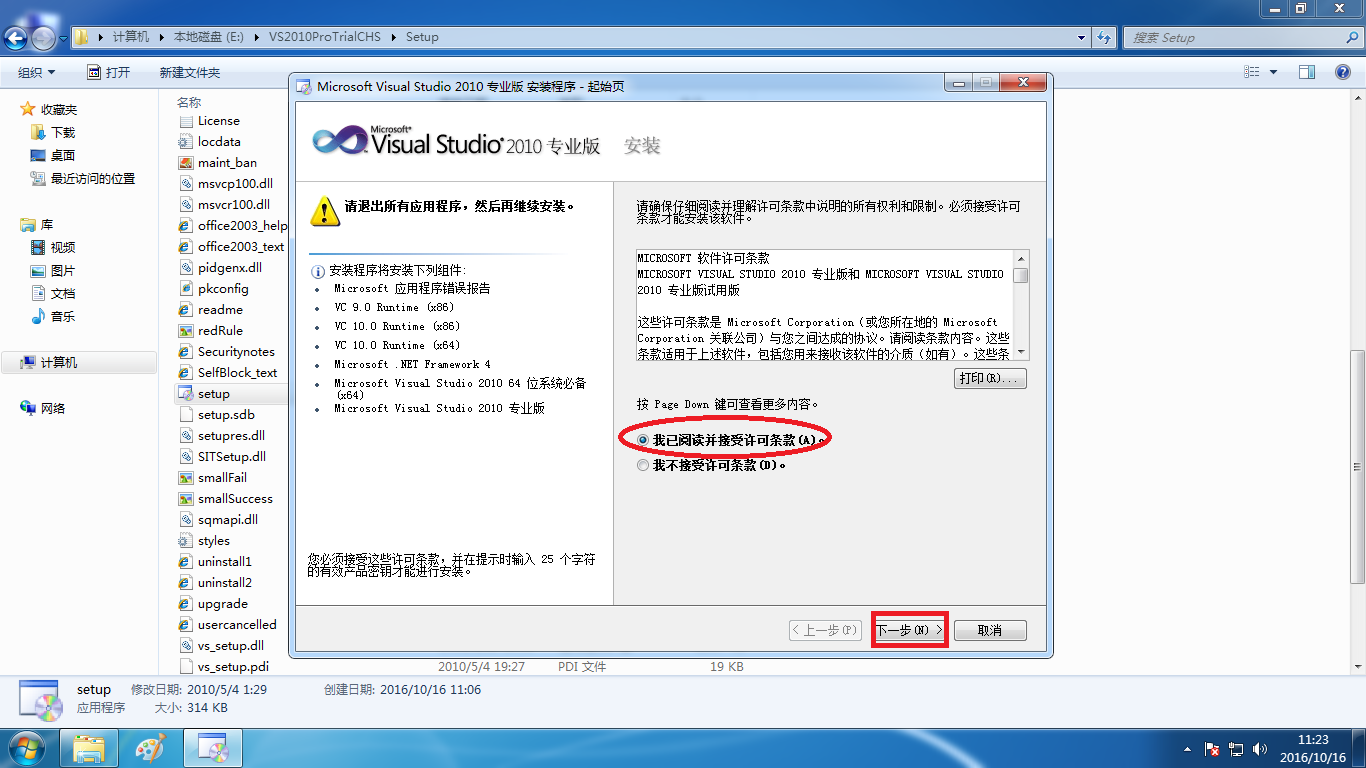 计算机 ▸ 本地磁盘 (E:) ▸ VS2010ProTrialCHS ▸ Setup
搜索 Setup
组织 打开 新建文件夹
收藏夹
下载
桌面
最近访问的位置
库
视频
图片
文档
音乐
计算机
网络
名称
License
locdata
maint_ban
msvcp100.dll
msvcr100.dll
office2003_help
office2003_text
pidgenx.dll
pkconfig
readme
redRule
Securitynotes
SelfBlock_text
setup
setup.sdb
setupres.dll
SITSetup.dll
smallFail
smallSuccess
sqmapi.dll
styles
uninstall1
uninstall2
upgrade
usercancelled
vs_setup.dll
vs_setup.pdi
2010/5/4 19:27 PDI 文件 19 KB
Microsoft Visual Studio 2010 专业版 安装程序 - 起始页
Microsoft®
Visual Studio® 2010 专业版 安装
请退出所有应用程序，然后再继续安装。
安装程序将安装下列组件:
Microsoft 应用程序错误报告
VC 9.0 Runtime (x86)
VC 10.0 Runtime (x86)
VC 10.0 Runtime (x64)
Microsoft .NET Framework 4
Microsoft Visual Studio 2010 64 位系统必备
(x64)
Microsoft Visual Studio 2010 专业版
您必须接受这些许可条款，并在提示时输入 25 个字符
的有效产品密钥才能进行安装。
请确保仔细阅读并理解许可条款中说明的所有权利和限制。必须接受许可
条款才能安装该软件。
MICROSOFT 软件许可条款
MICROSOFT VISUAL STUDIO 2010 专业版和 MICROSOFT VISUAL STUDIO
2010 专业版试用版
这些许可条款是 Microsoft Corporation（或您所在地的 Microsoft
Corporation 关联公司）与您之间达成的协议。请阅读条款内容。这些
条款适用于上述软件，包括您用来接收该软件的介质（如有）。这些条
打印(R)...
按 Page Down 键可查看更多内容。
我已阅读并接受许可条款(A)。
我不接受许可条款(D)。
< 上一步(P) 下一步(N) > 取消
setup 修改日期: 2010/5/4 1:29 创建日期: 2016/10/16 11:06
应用程序 大小: 314 KB
11:23
2016/10/16